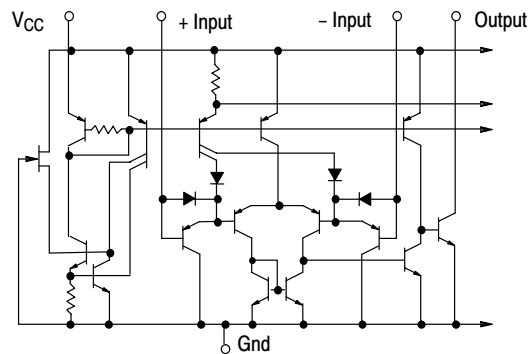 VCC
+ Input
– Input
Output
Gnd